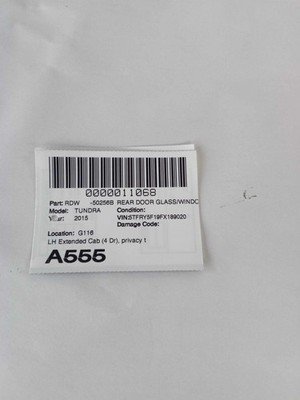 0000011068
Part: RDW -50256B REAR DOOR GLASS/WINDO
Model: TUNDRA Condition:
Year: 2015 VIN:5TFRY5F19FX189020
Damage Code:
Location: G116
LH Extended Cab (4 Dr), privacy t
A555